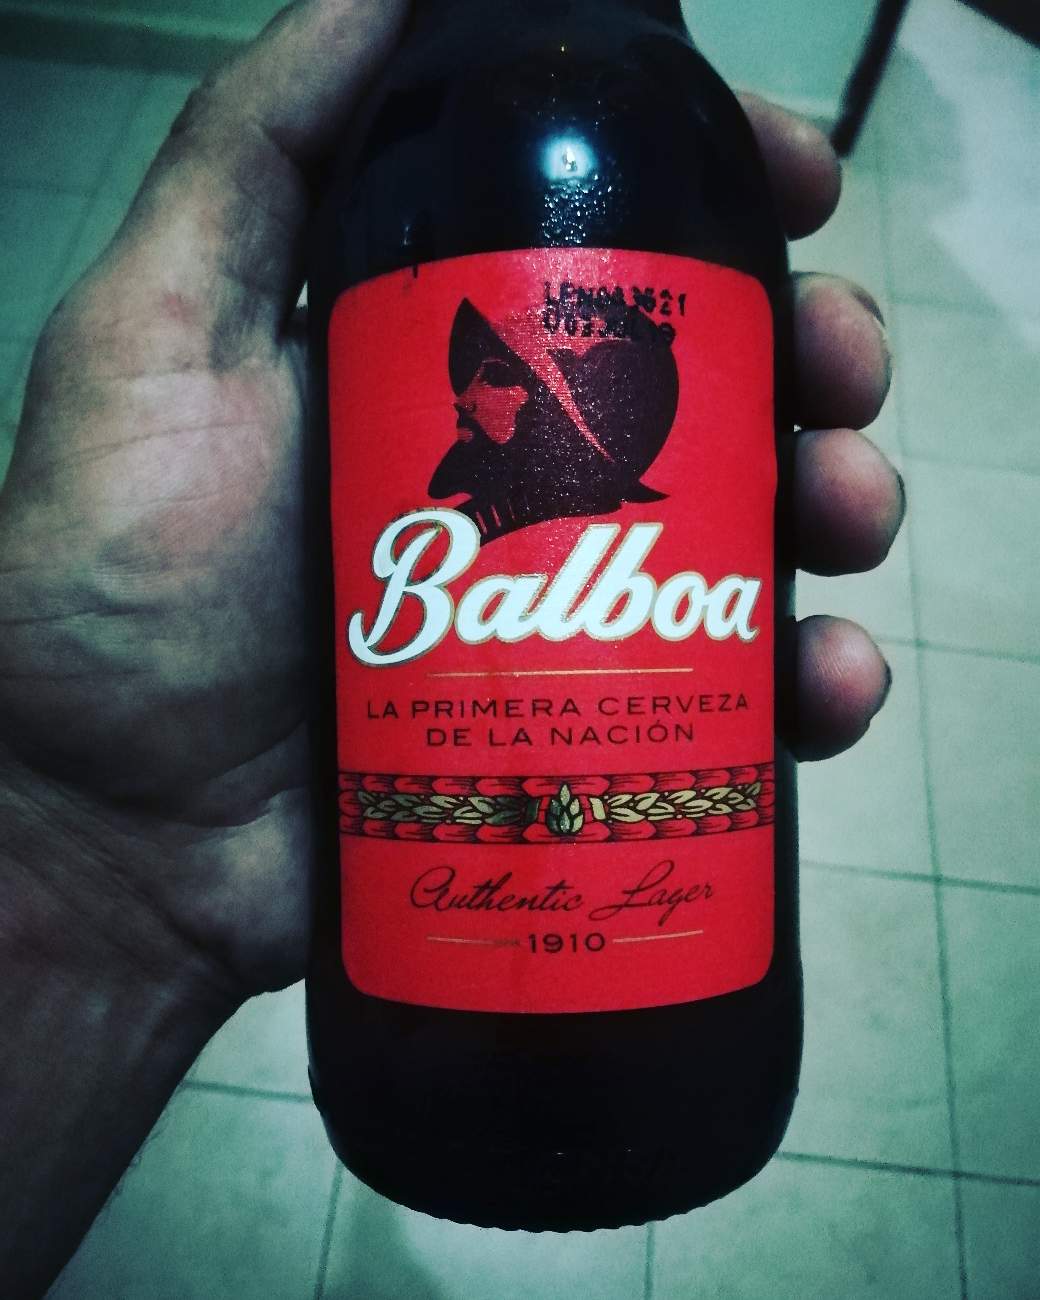 Balboa
LA PRIMERA CERVEZA
DE LA NACIÓN
Authentic Lager
1910